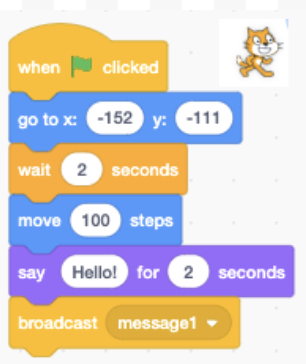 when clicked
go to x: -152 y: -111
wait 2 seconds
move 100 steps
say Hello! for 2 seconds
broadcast message1